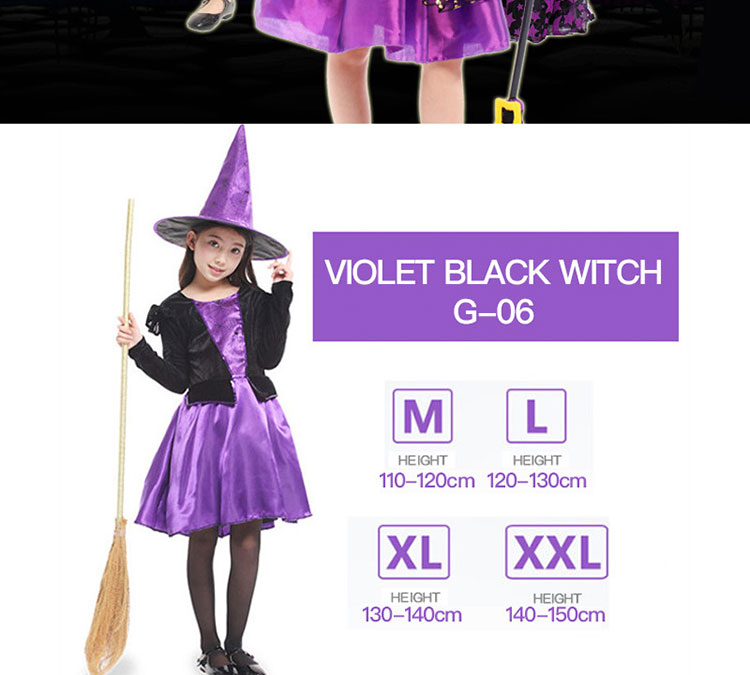 VIOLET BLACK WITCH
G-06
M
L
HEIGHT
HEIGHT
110-120cm
120-130cm
XL
XXL
HEIGHT
HEIGHT
130-140cm
140-150cm